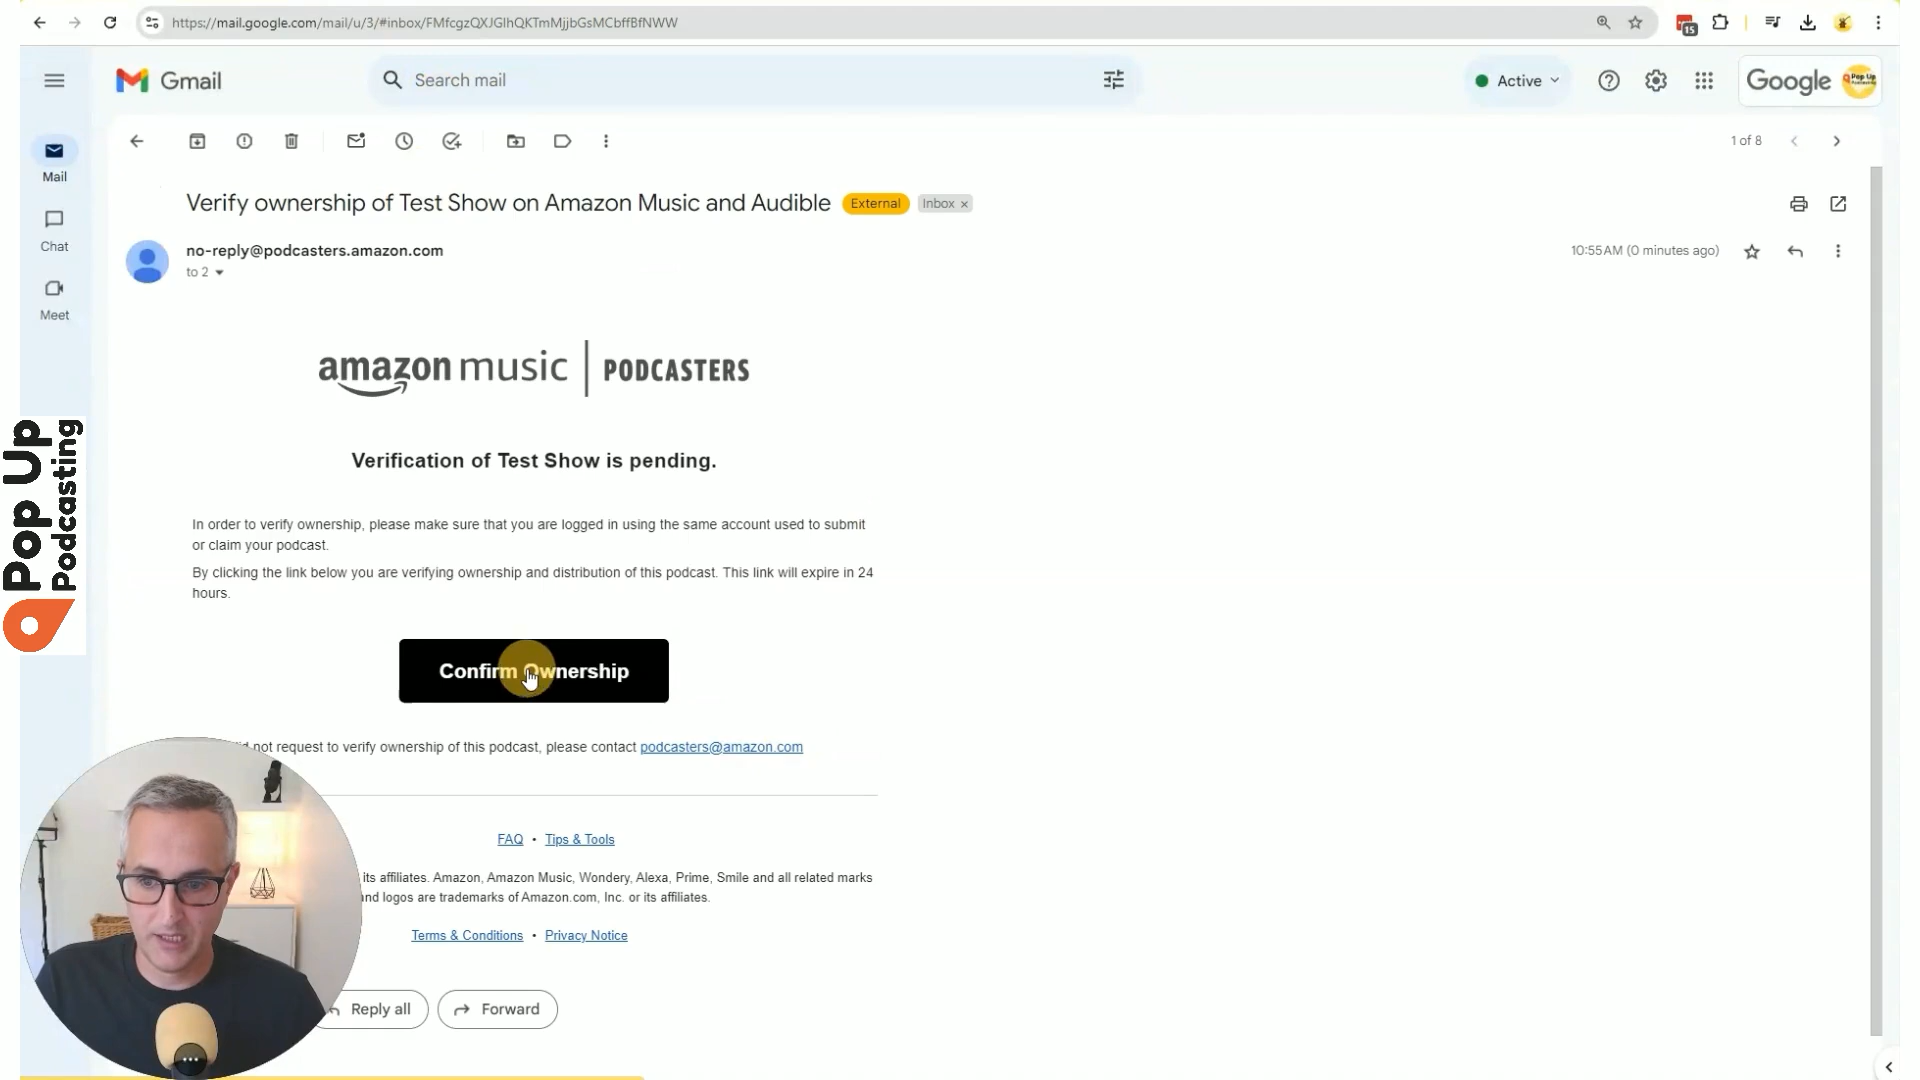 https://mail.google.com/mail/u/3/#inbox/FMfcgzQXJGlhQKTmMjjbGsMCbffBfNWW
15
Gmail
Search mail
Active
Google
Pop Up
Mail
1 of 8
Verify ownership of Test Show on Amazon Music and Audible
External
Inbox ×
Chat
no-reply@podcasters.amazon.com
10:55 AM (0 minutes ago)
to 2
Meet
amazon music | PODCASTERS
Verification of Test Show is pending.
Pop Up
Podcasting
In order to verify ownership, please make sure that you are logged in using the same account used to submit
or claim your podcast.
By clicking the link below you are verifying ownership and distribution of this podcast. This link will expire in 24
hours.
Confirm Ownership
not request to verify ownership of this podcast, please contact podcasters@amazon.com
FAQ • Tips & Tools
its affiliates. Amazon, Amazon Music, Wondery, Alexa, Prime, Smile and all related marks
and logos are trademarks of Amazon.com, Inc. or its affiliates.
Terms & Conditions • Privacy Notice
Reply all
Forward